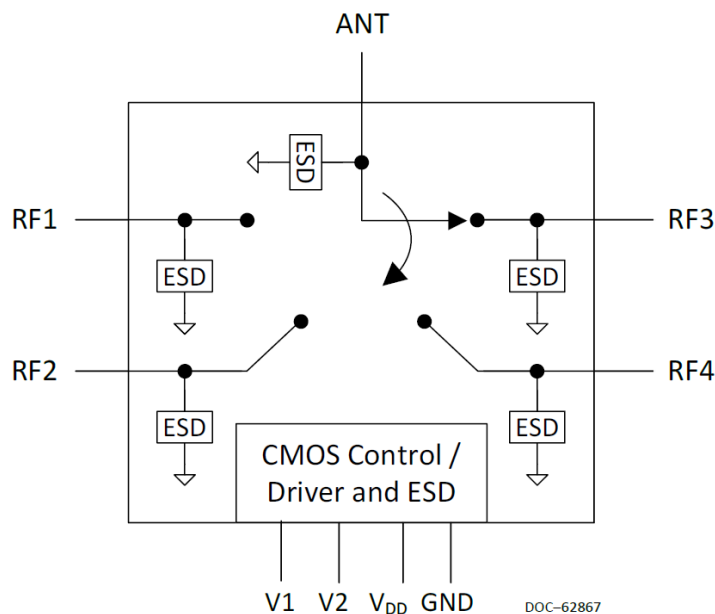 ANT
ESD
RF1
RF3
ESD
ESD
RF2
RF4
ESD
ESD
CMOS Control /
Driver and ESD
V1 V2 VDD GND
DOC–62867